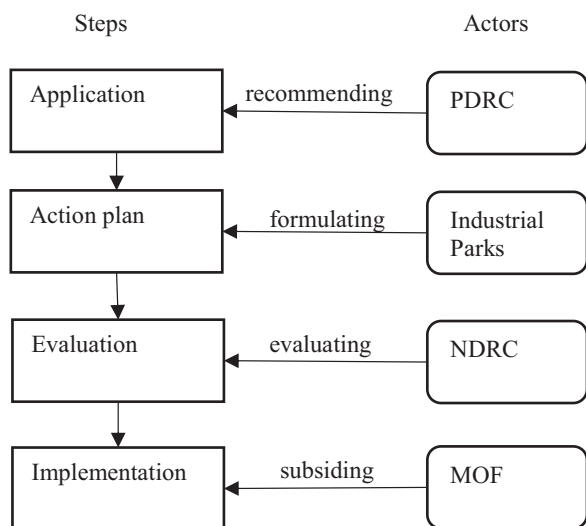 Steps
Actors
Application
recommending
PDRC
Action plan
formulating
Industrial
Parks
Evaluation
evaluating
NDRC
Implementation
subsiding
MOF